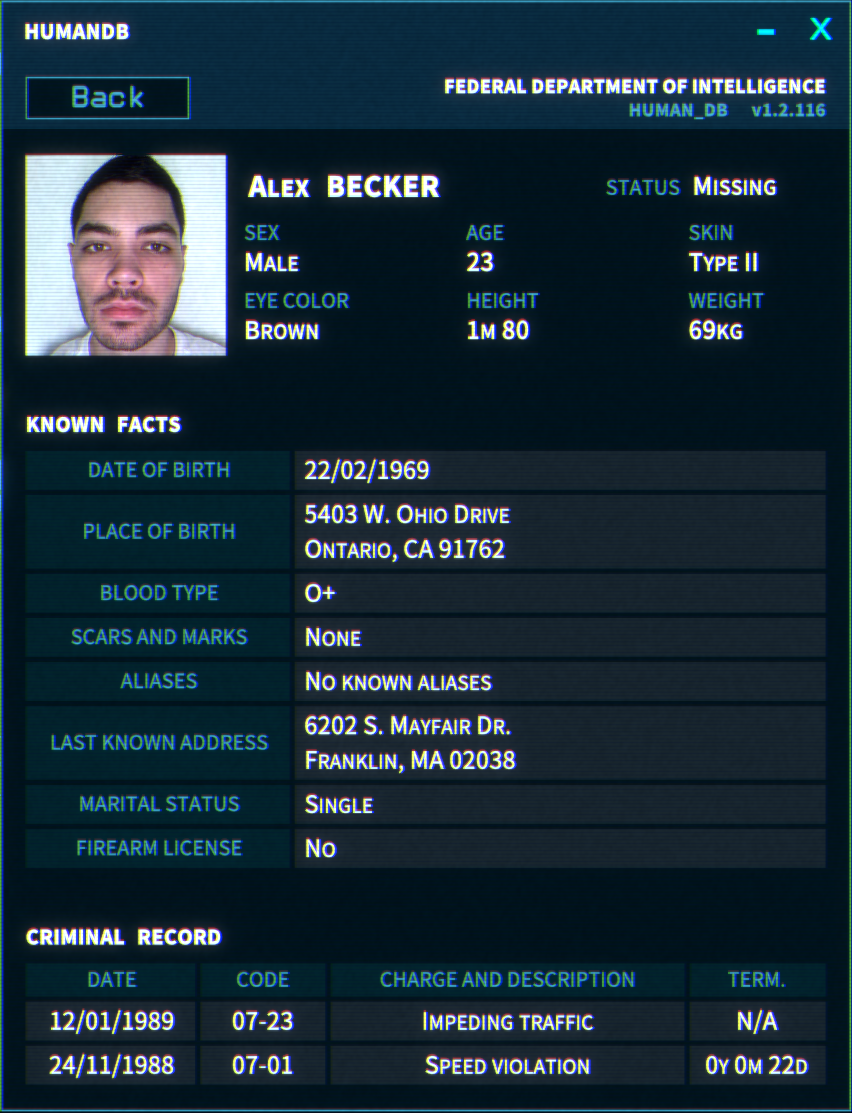 HUMANDB
– X
Back
FEDERAL DEPARTMENT OF INTELLIGENCE
HUMAN_DB v1.2.116
Alex BECKER
STATUS Missing
SEX AGE SKIN
Male 23 Type II
EYE COLOR HEIGHT WEIGHT
Brown 1m 80 69kg
KNOWN FACTS
DATE OF BIRTH 22/02/1969
PLACE OF BIRTH 5403 W. Ohio Drive
Ontario, CA 91762
BLOOD TYPE O+
SCARS AND MARKS None
ALIASES No known aliases
LAST KNOWN ADDRESS 6202 S. Mayfair Dr.
Franklin, MA 02038
MARITAL STATUS Single
FIREARM LICENSE No
CRIMINAL RECORD
DATE CODE CHARGE AND DESCRIPTION TERM.
12/01/1989 07-23 Impeding traffic N/A
24/11/1988 07-01 Speed violation 0y 0m 22d